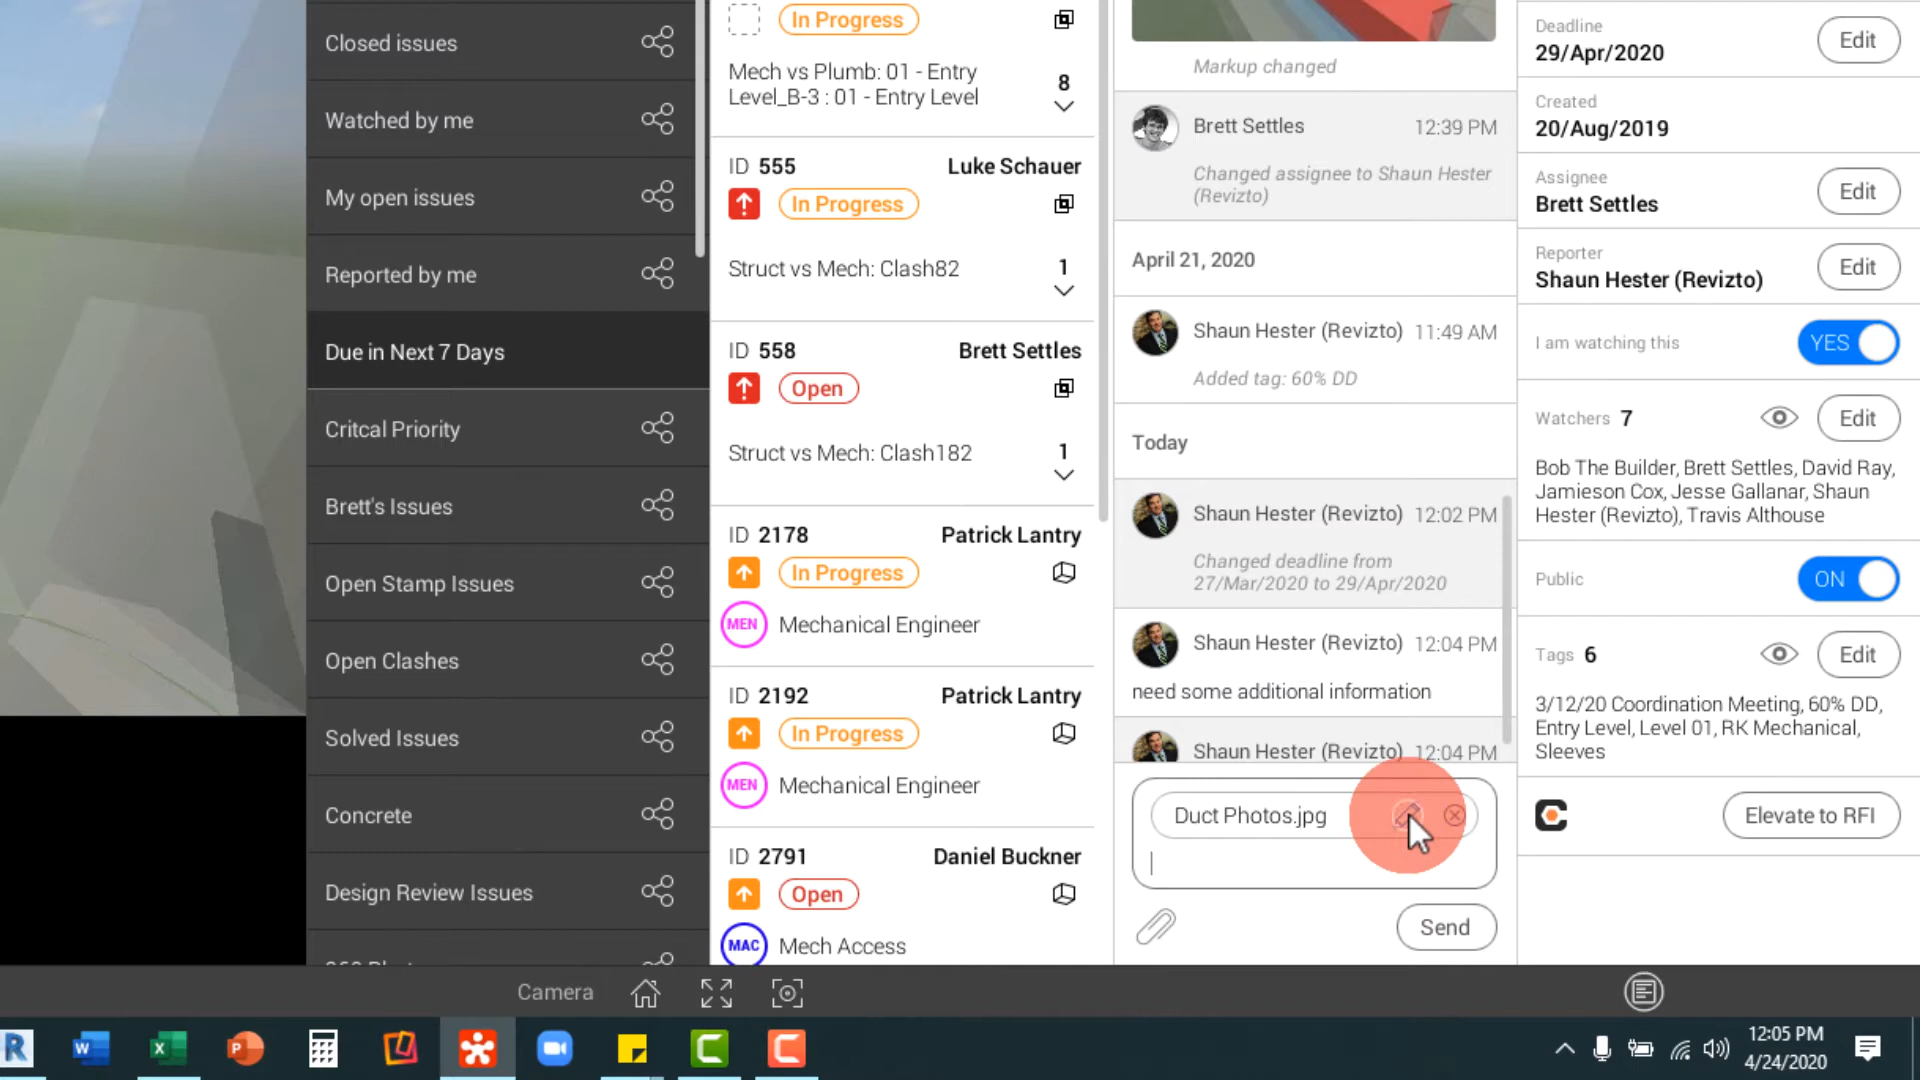 Closed issues
Watched by me
My open issues
Reported by me
Due in Next 7 Days
Critcal Priority
Brett's Issues
Open Stamp Issues
Open Clashes
Solved Issues
Concrete
Design Review Issues
In Progress
Mech vs Plumb: 01 - Entry
Level_B-3 : 01 - Entry Level
8
ID 555
Luke Schauer
In Progress
Struct vs Mech: Clash82
1
ID 558
Brett Settles
Open
Struct vs Mech: Clash182
1
ID 2178
Patrick Lantry
In Progress
MEN
Mechanical Engineer
ID 2192
Patrick Lantry
In Progress
MEN
Mechanical Engineer
ID 2791
Daniel Buckner
Open
MAC
Mech Access
Markup changed
Brett Settles
12:39 PM
Changed assignee to Shaun Hester
(Revizto)
April 21, 2020
Shaun Hester (Revizto)
11:49 AM
Added tag: 60% DD
Today
Shaun Hester (Revizto)
12:02 PM
Changed deadline from
27/Mar/2020 to 29/Apr/2020
Shaun Hester (Revizto)
12:04 PM
need some additional information
Shaun Hester (Revizto)
12:04 PM
Duct Photos.jpg
Send
Deadline
29/Apr/2020
Edit
Created
20/Aug/2019
Assignee
Brett Settles
Edit
Reporter
Shaun Hester (Revizto)
Edit
I am watching this
YES
Watchers 7
Edit
Bob The Builder, Brett Settles, David Ray,
Jamieson Cox, Jesse Gallanar, Shaun
Hester (Revizto), Travis Althouse
Public
ON
Tags 6
Edit
3/12/20 Coordination Meeting, 60% DD,
Entry Level, Level 01, RK Mechanical,
Sleeves
Elevate to RFI
Camera
12:05 PM
4/24/2020